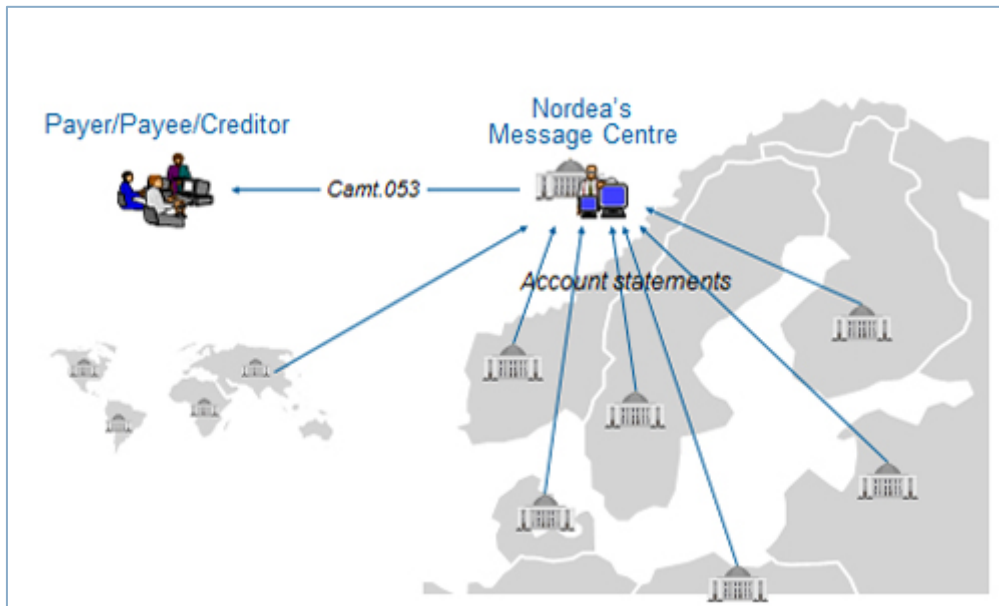 Payer/Payee/Creditor
Nordea's
Message Centre
Camt.053
Account statements